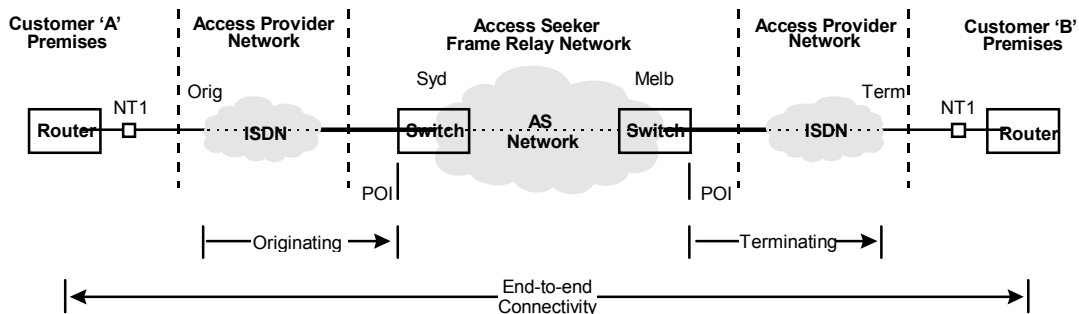 Customer ‘A’
Premises
Access Provider
Network
Access Seeker
Frame Relay Network
Access Provider
Network
Customer ‘B’
Premises
Syd
Melb
Orig
Term
NT1
NT1
Router
ISDN
Switch
AS
Network
Switch
ISDN
Router
POI
POI
Originating
Terminating
End-to-end
Connectivity